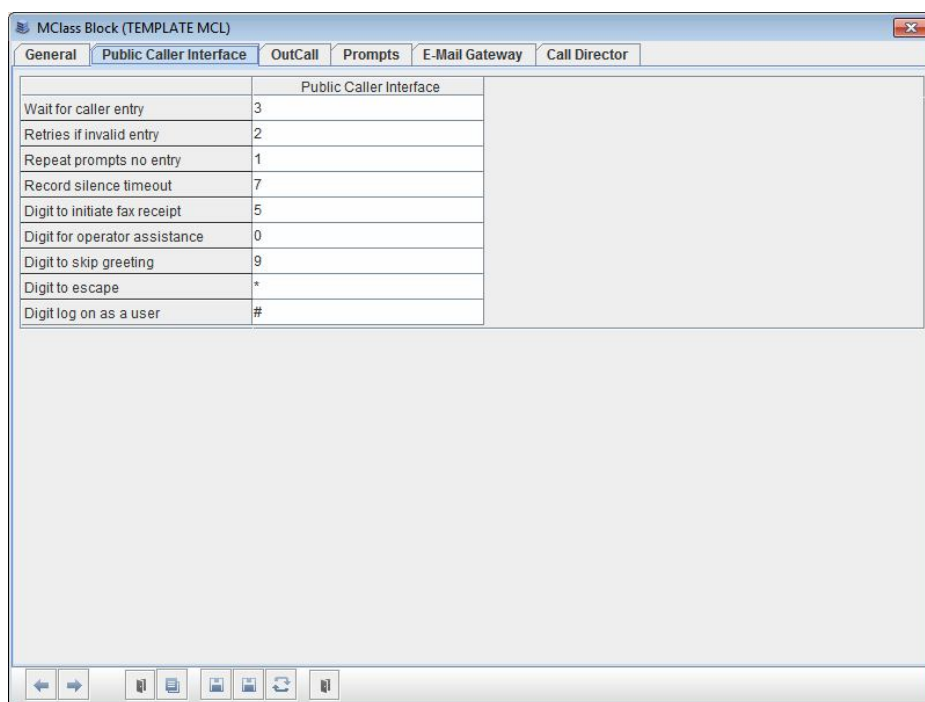 MClass Block (TEMPLATE MCL)
General Public Caller Interface OutCall Prompts E-Mail Gateway Call Director
Public Caller Interface
Wait for caller entry 3
Retries if invalid entry 2
Repeat prompts no entry 1
Record silence timeout 7
Digit to initiate fax receipt 5
Digit for operator assistance 0
Digit to skip greeting 9
Digit to escape *
Digit log on as a user #